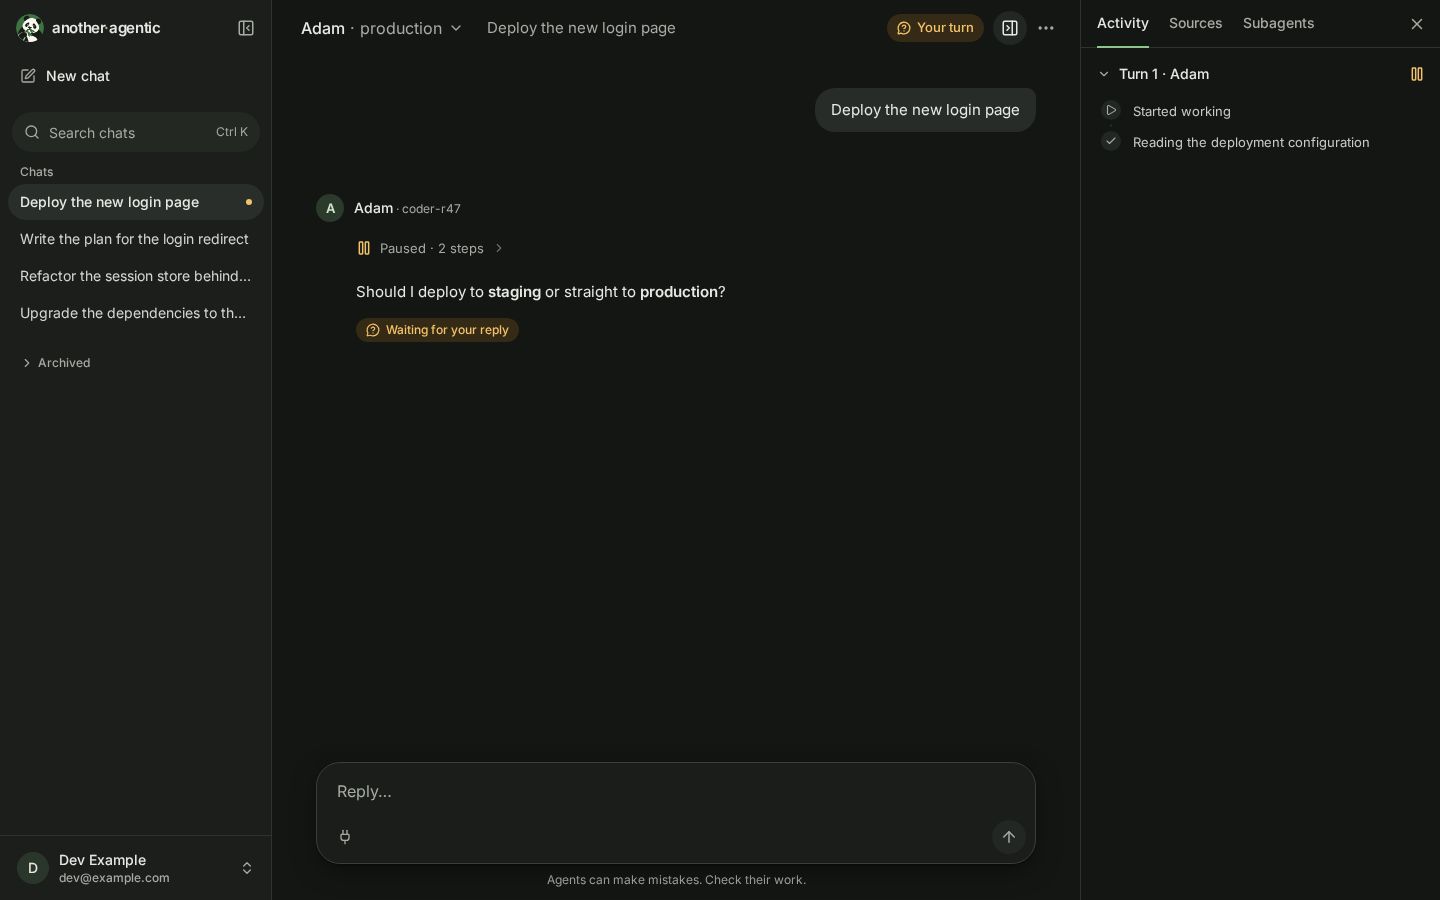 another·agentic
New chat
Search chats
Ctrl K
Chats
Deploy the new login page
Write the plan for the login redirect
Refactor the session store behind...
Upgrade the dependencies to th...
Archived
D
Dev Example
dev@example.com
Adam · production
Deploy the new login page
Your turn
Deploy the new login page
A
Adam · coder-r47
Paused · 2 steps
Should I deploy to staging or straight to production?
Waiting for your reply
Reply...
Agents can make mistakes. Check their work.
Activity
Sources
Subagents
Turn 1 · Adam
Started working
Reading the deployment configuration